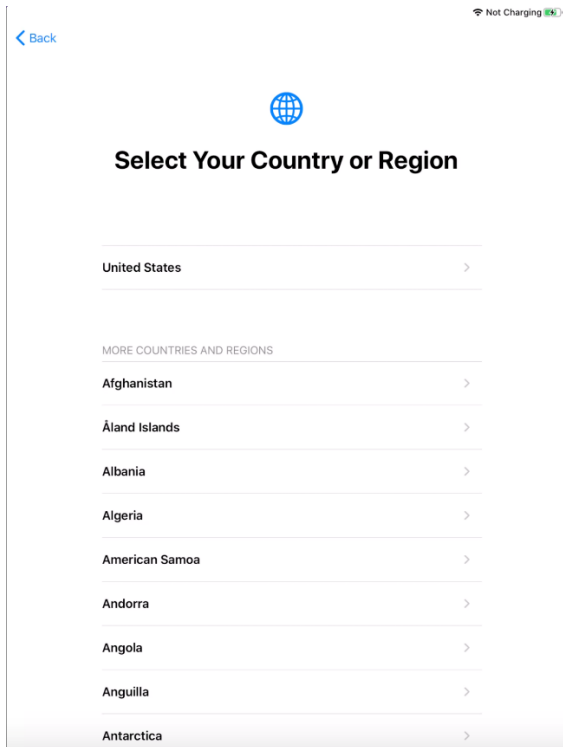 Not Charging
Back
Select Your Country or Region
United States
MORE COUNTRIES AND REGIONS
Afghanistan
Åland Islands
Albania
Algeria
American Samoa
Andorra
Angola
Anguilla
Antarctica